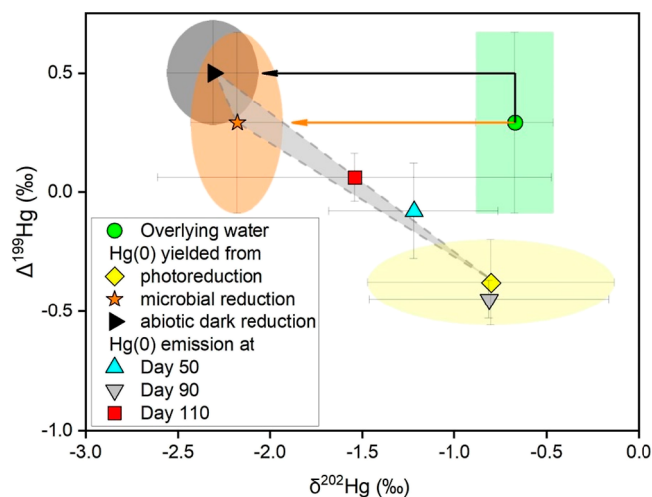 Δ¹⁹⁹Hg (‰)
0.5
0.0
-0.5
-1.0
Overlying water
Hg(0) yielded from
photoreduction
microbial reduction
abiotic dark reduction
Hg(0) emission at
Day 50
Day 90
Day 110
-3.0 -2.5 -2.0 -1.5 -1.0 -0.5 0.0
δ²⁰²Hg (‰)